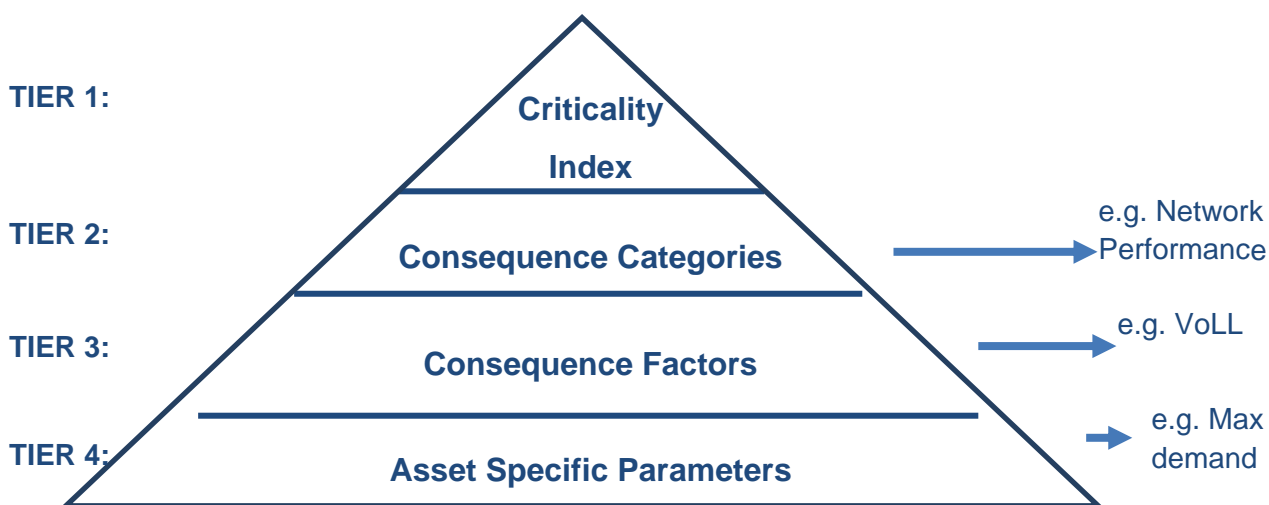 TIER 1:
Criticality
Index
TIER 2:
Consequence Categories
e.g. Network
Performance
TIER 3:
Consequence Factors
e.g. VoLL
TIER 4:
Asset Specific Parameters
e.g. Max
demand